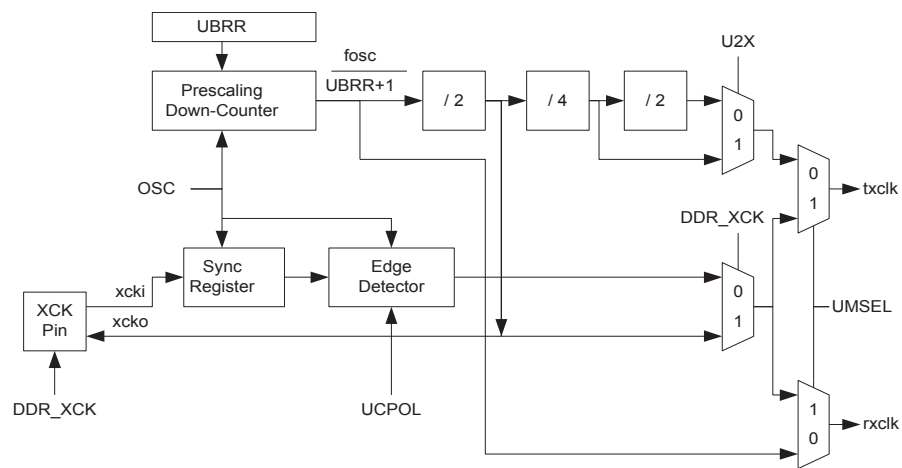 UBRR
fosc
U2X
Prescaling
Down-Counter
UBRR+1
/ 2
/ 4
/ 2
0
1
OSC
0
1
txclk
DDR_XCK
Sync
Register
Edge
Detector
xcki
0
1
XCK
Pin
xcko
UMSEL
DDR_XCK
UCPOL
1
0
rxclk